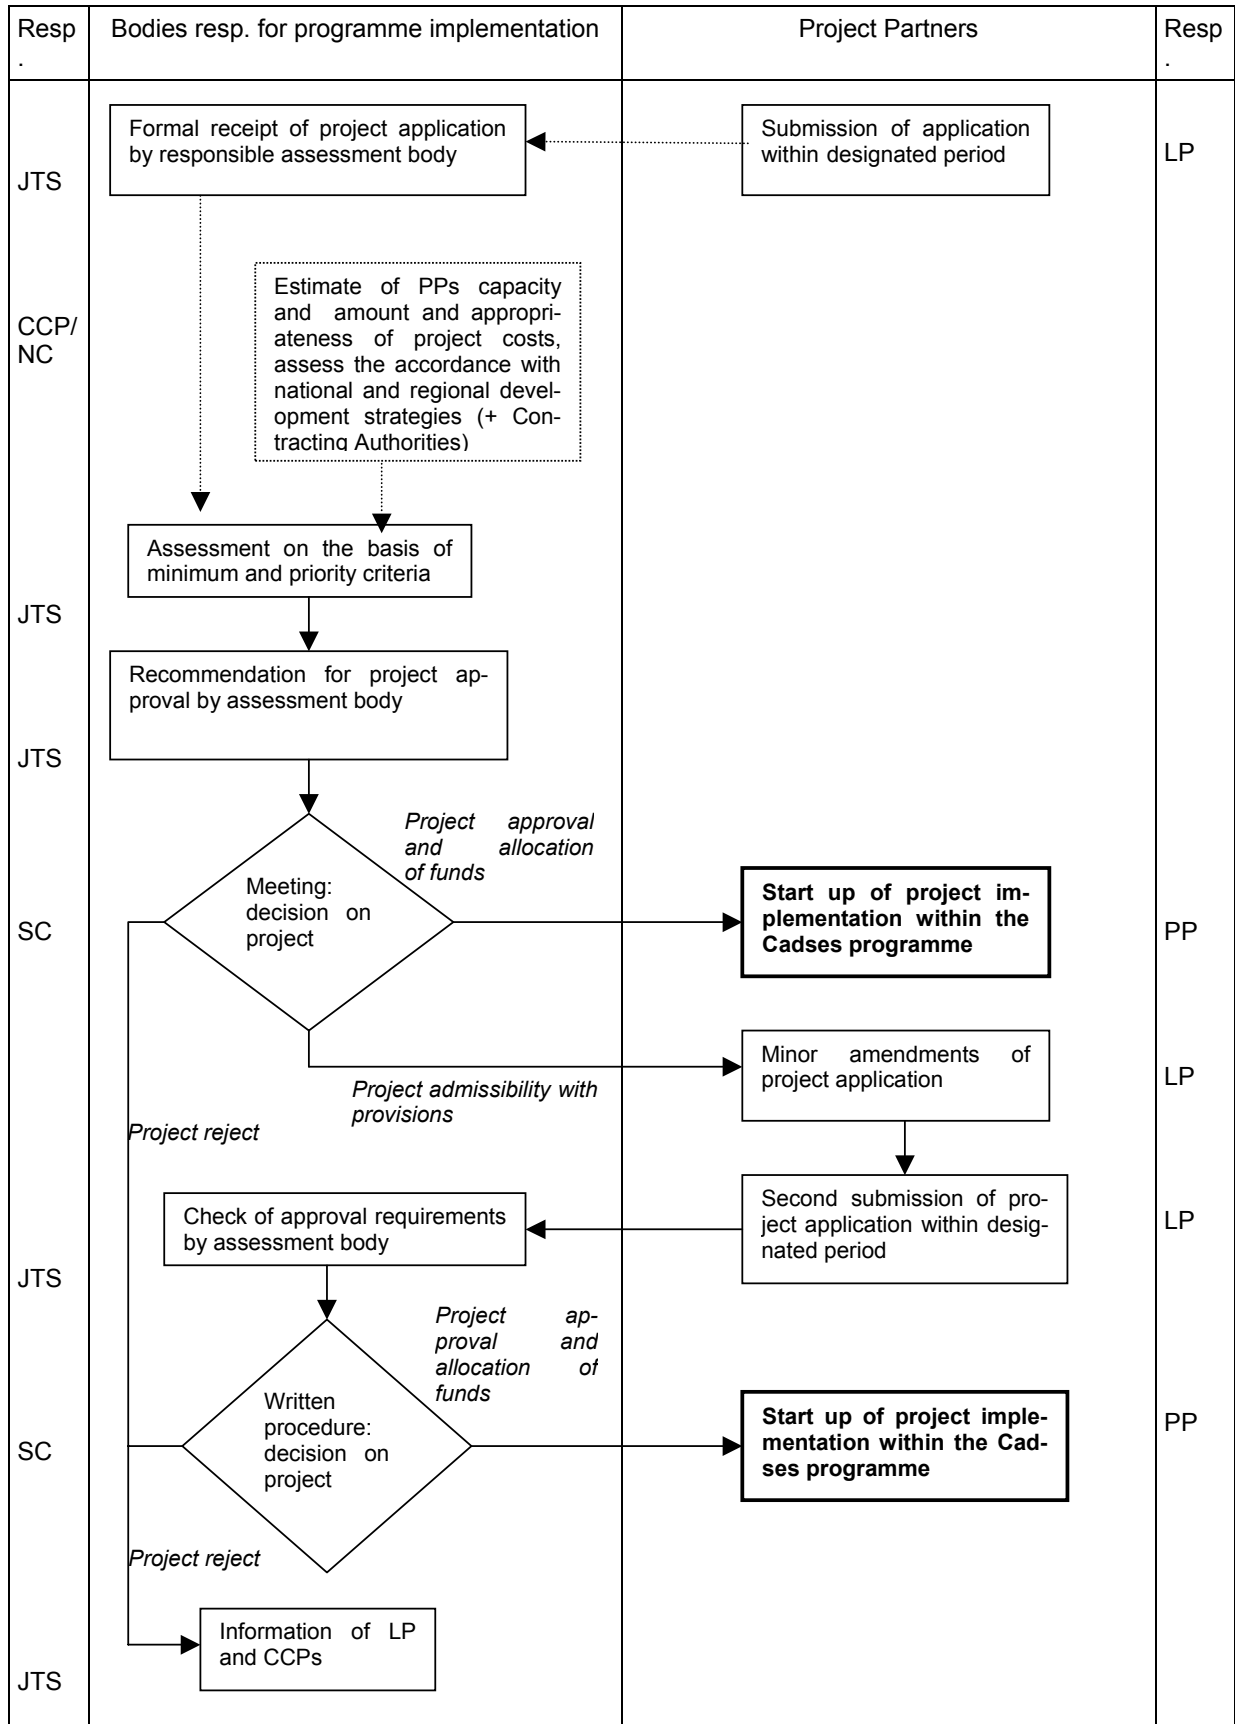 Resp
.
Bodies resp. for programme implementation
Project Partners
Resp
.
Formal receipt of project application
by responsible assessment body
Submission of application
within designated period
LP
JTS
Estimate of PPs capacity
and amount and appropri-
ateness of project costs,
assess the accordance with
national and regional devel-
opment strategies (+ Con-
tracting Authorities)
CCP/
NC
Assessment on the basis of
minimum and priority criteria
JTS
Recommendation for project ap-
proval by assessment body
JTS
Project approval
and allocation
of funds
Meeting:
decision on
project
SC
Start up of project im-
plementation within the
Cadses programme
PP
Minor amendments of
project application
LP
Project admissibility with
provisions
Project reject
Second submission of pro-
ject application within desig-
nated period
LP
Check of approval requirements
by assessment body
JTS
Project ap-
proval and
allocation of
funds
Written
procedure:
decision on
project
SC
Start up of project imple-
mentation within the Cad-
ses programme
PP
Project reject
Information of LP
and CCPs
JTS